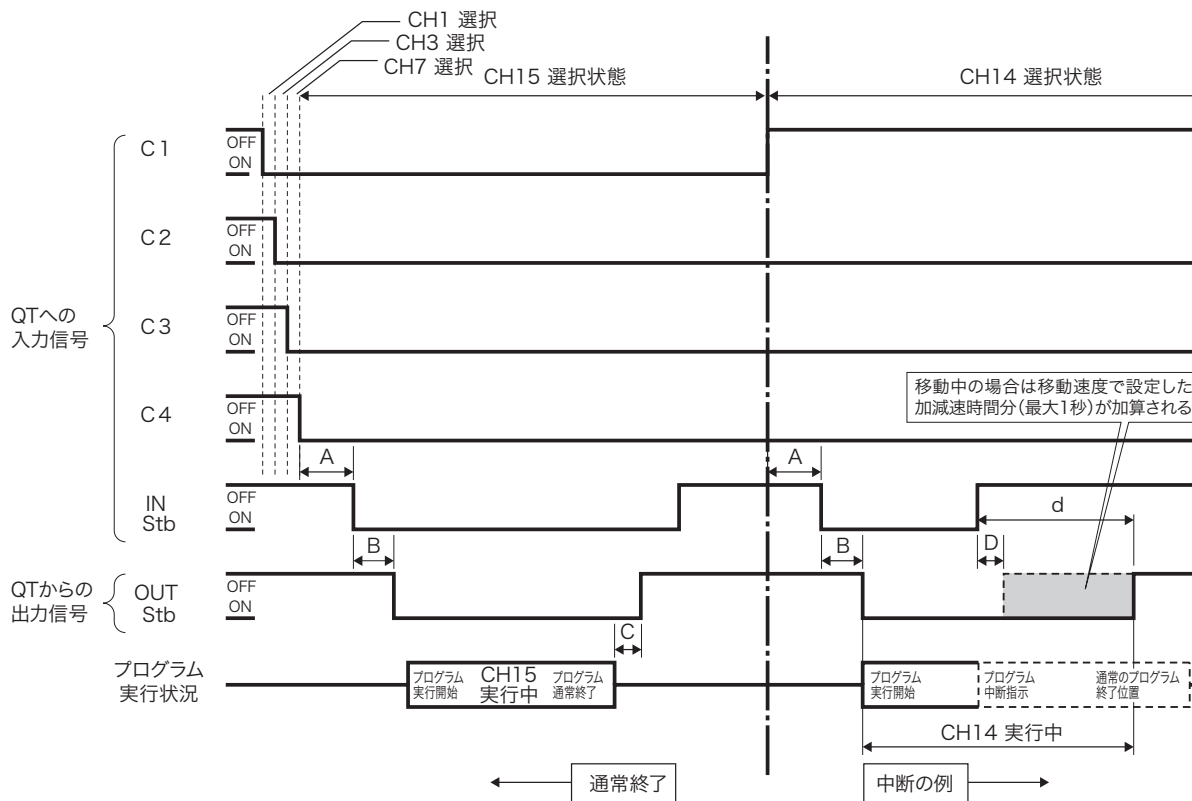 CH1 選択
CH3 選択
CH7 選択
CH15 選択状態
CH14 選択状態
QTへの
入力信号
C1
OFF
ON
C2
OFF
ON
C3
OFF
ON
C4
OFF
ON
移動中の場合は移動速度で設定した
加減速時間分(最大1秒)が加算される
A
A
IN
Stb
OFF
ON
d
B
B
D
QTからの
出力信号
OUT
Stb
OFF
ON
C
プログラム
実行状況
プログラム
実行開始
CH15
実行中
プログラム
通常終了
プログラム
実行開始
プログラム
中断指示
通常のプログラム
終了位置
CH14 実行中
通常終了
中断の例